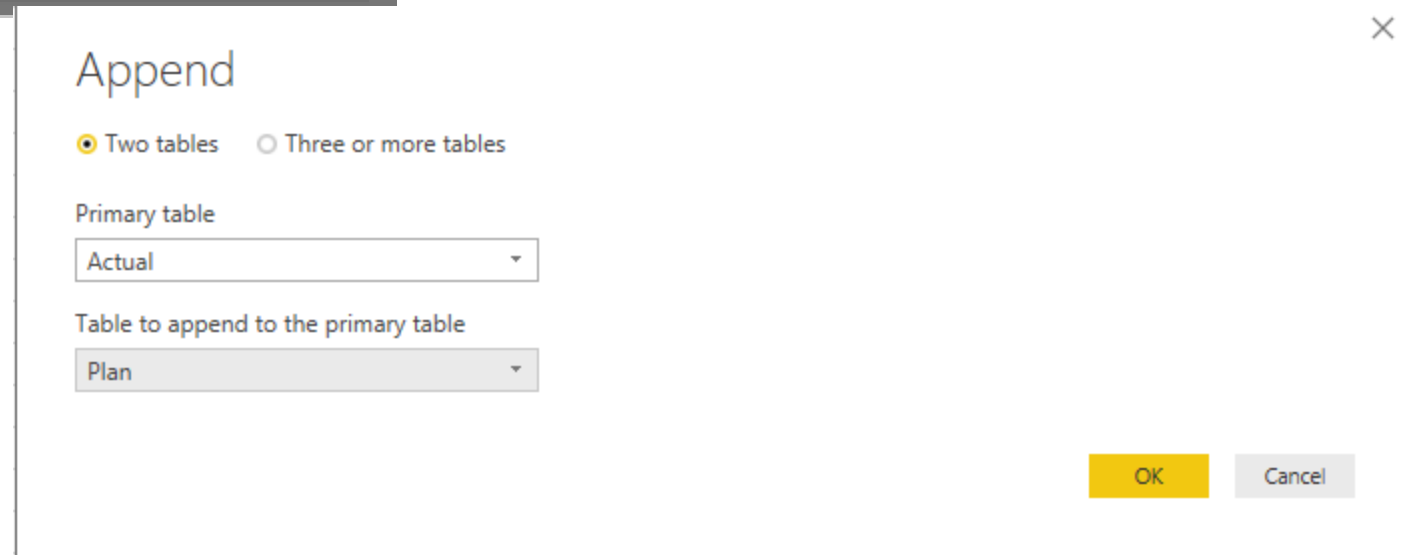 Append
Two tables Three or more tables
Primary table
Actual
Table to append to the primary table
Plan
OK Cancel